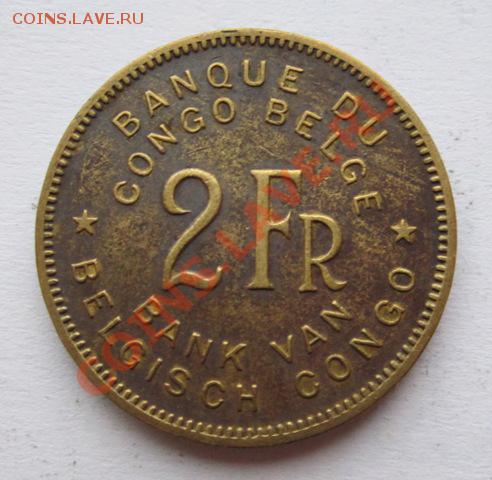 COINS.LAVE.RU
BANQUE DU
CONGO BELGE
2 FR
BANK VAN
BELGISCH CONGO
COINS.LAVE.RU